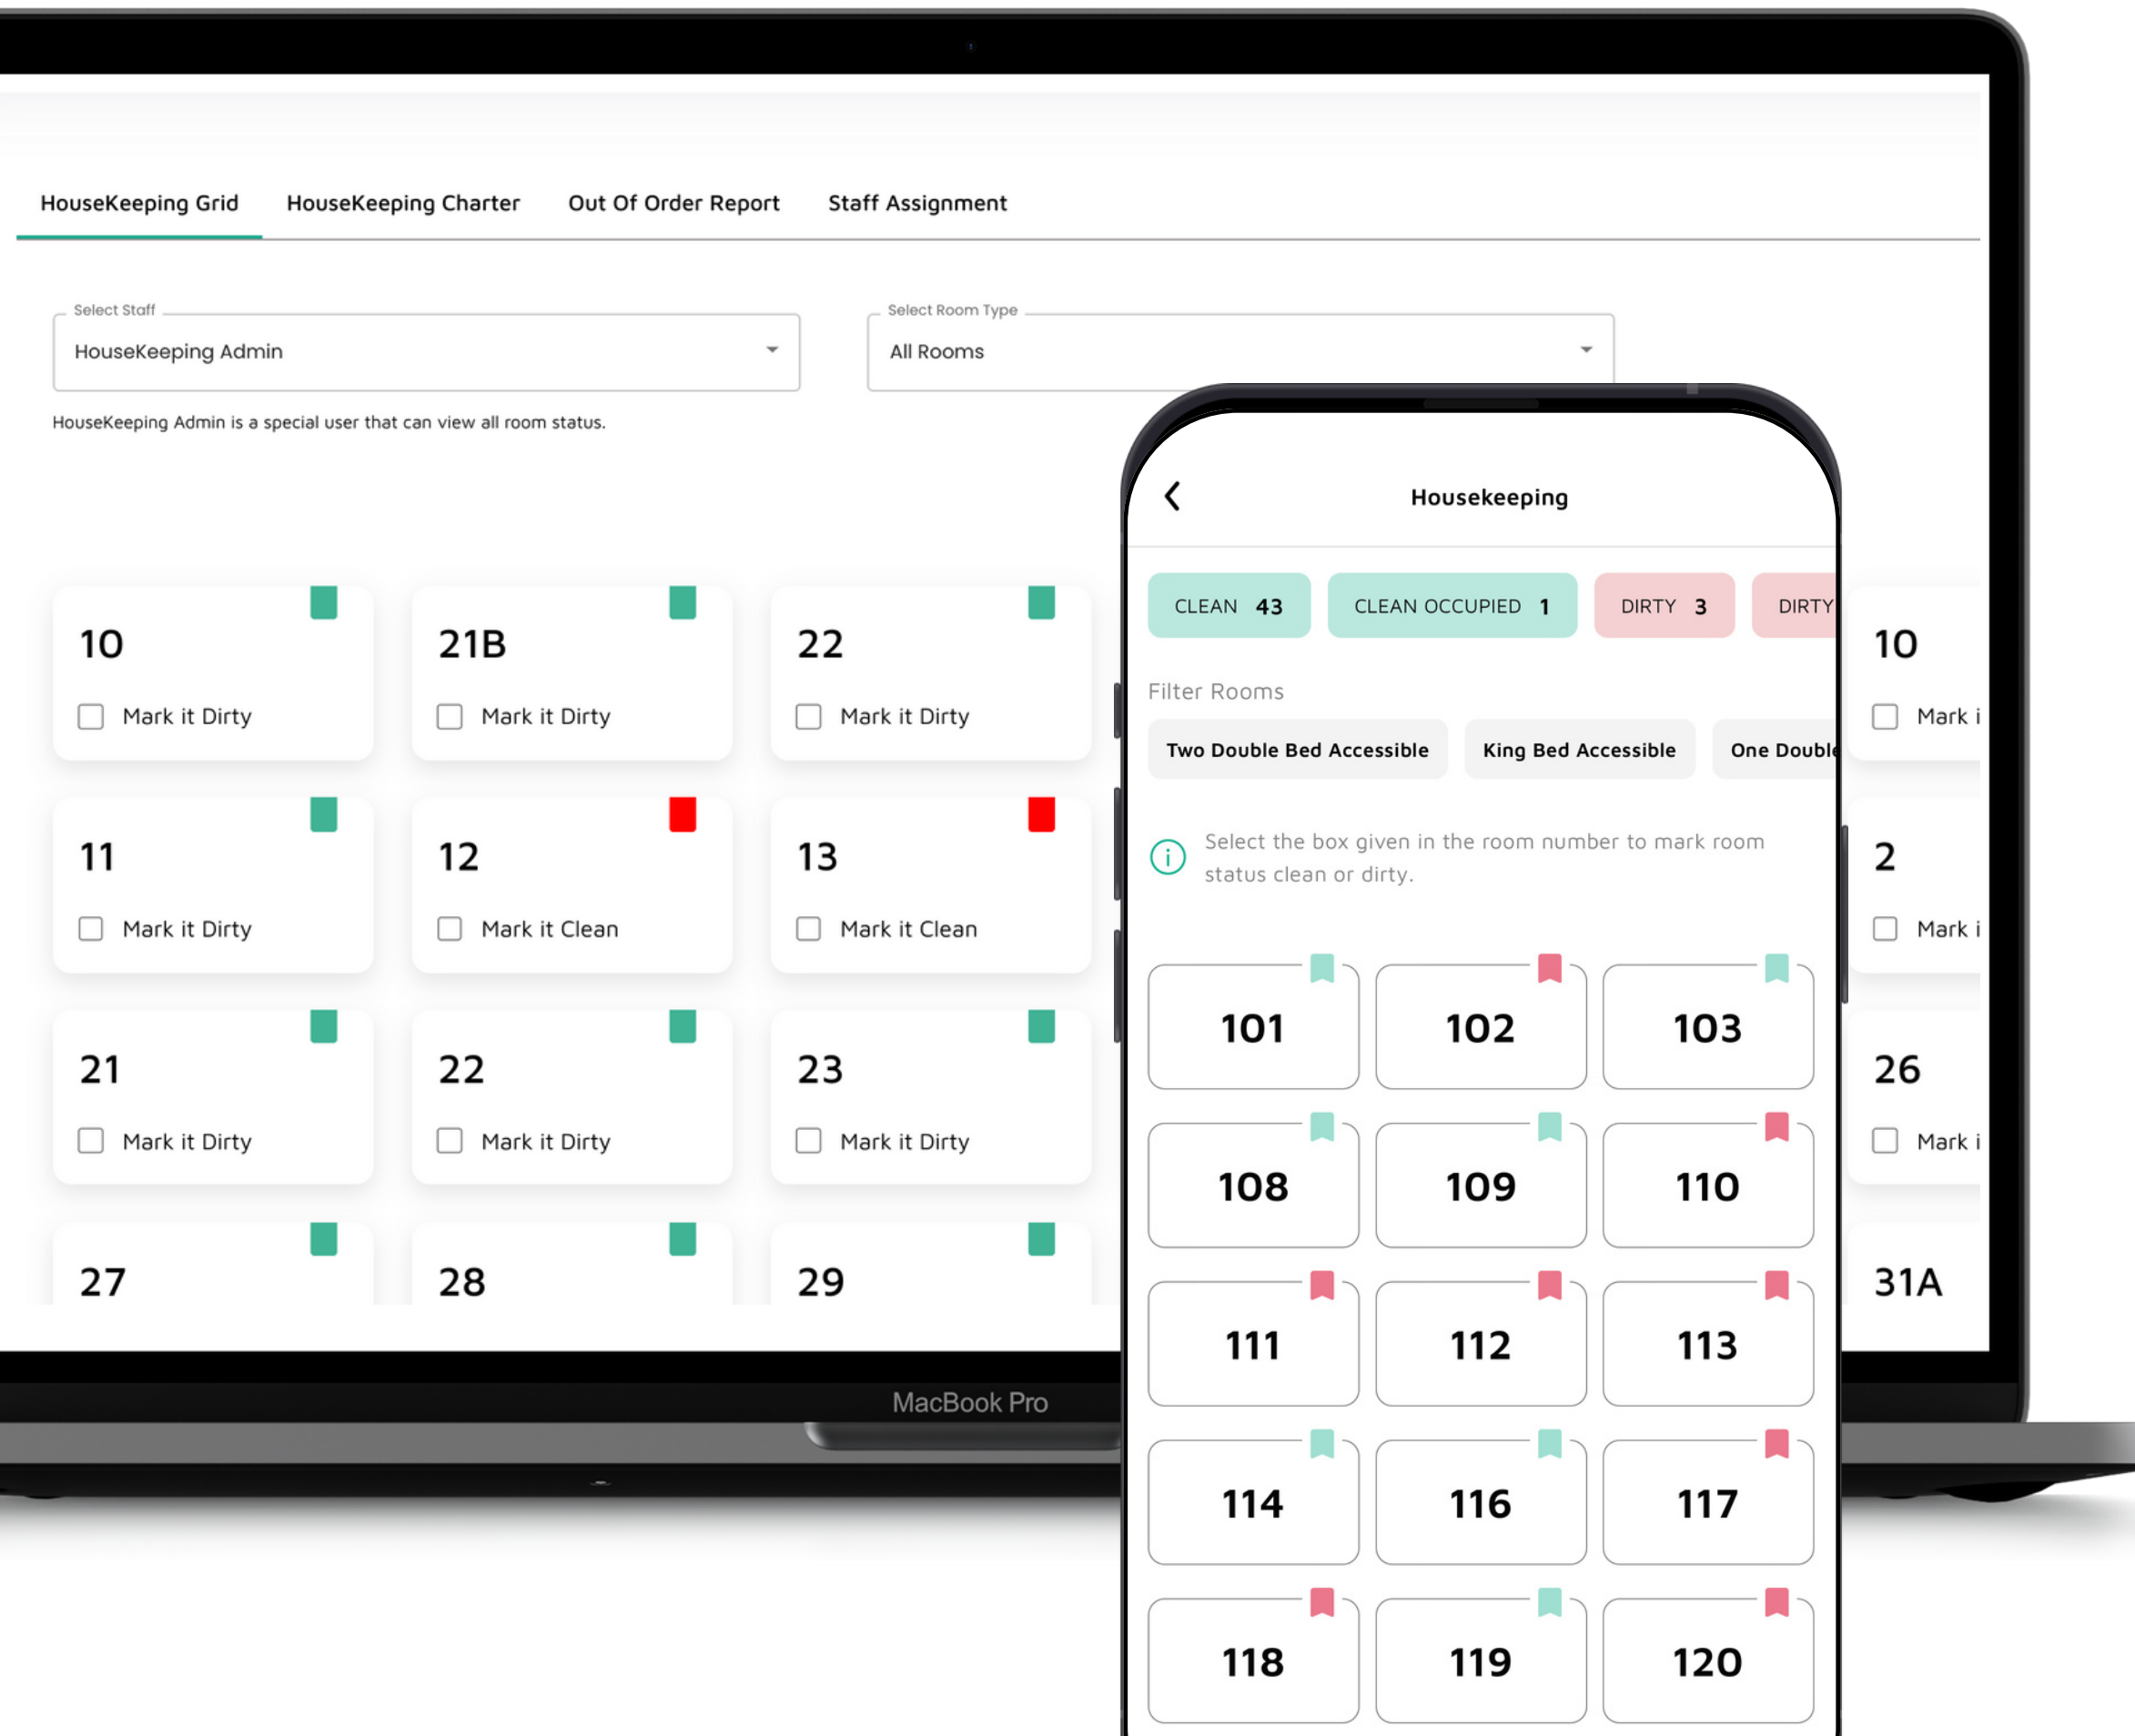 HouseKeeping Grid HouseKeeping Charter Out Of Order Report Staff Assignment
Select Staff
HouseKeeping Admin
Select Room Type
All Rooms
HouseKeeping Admin is a special user that can view all room status.
10
Mark it Dirty
21B
Mark it Dirty
22
Mark it Dirty
11
Mark it Dirty
12
Mark it Clean
13
Mark it Clean
21
Mark it Dirty
22
Mark it Dirty
23
Mark it Dirty
27
28
29
10
Mark i
2
Mark i
26
Mark i
31A
MacBook Pro
Housekeeping
CLEAN 43 CLEAN OCCUPIED 1 DIRTY 3 DIRTY
Filter Rooms
Two Double Bed Accessible King Bed Accessible One Double
Select the box given in the room number to mark room
status clean or dirty.
101 102 103
108 109 110
111 112 113
114 116 117
118 119 120